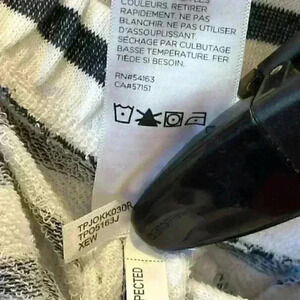 COULEURS. RETIRER
RAPIDEMENT. NE PAS
BLANCHIR. NE PAS UTILISER
D'ASSOUPLISSANT
SÉCHAGE PAR CULBUTAGE
BASSE TEMPÉRATURE. FER
TIÈDE SI BESOIN.
RN#54163
CA#57151
TPJOKK030R
TPO5163J
XEW
PECTED